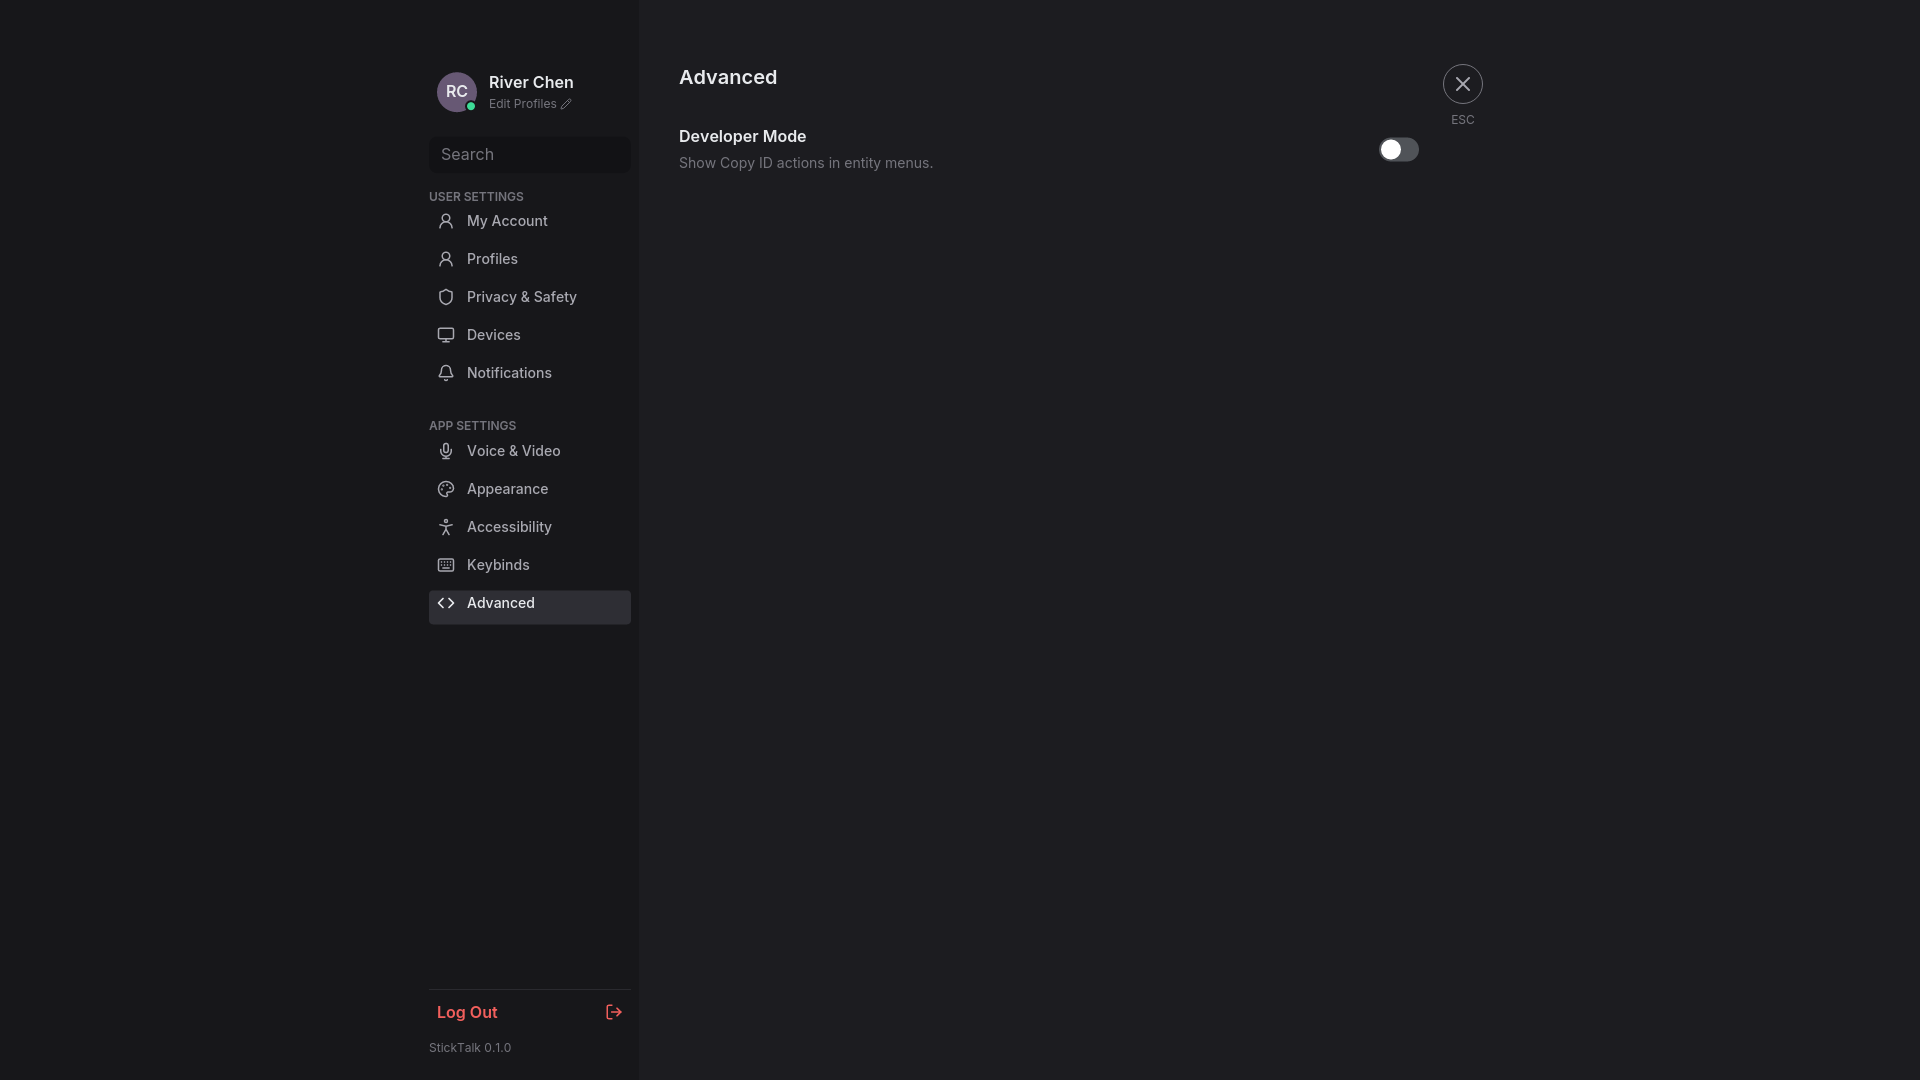 RC
River Chen
Edit Profiles
Search
USER SETTINGS
My Account
Profiles
Privacy & Safety
Devices
Notifications
APP SETTINGS
Voice & Video
Appearance
Accessibility
Keybinds
Advanced
Log Out
StickTalk 0.1.0
Advanced
Developer Mode
Show Copy ID actions in entity menus.
ESC